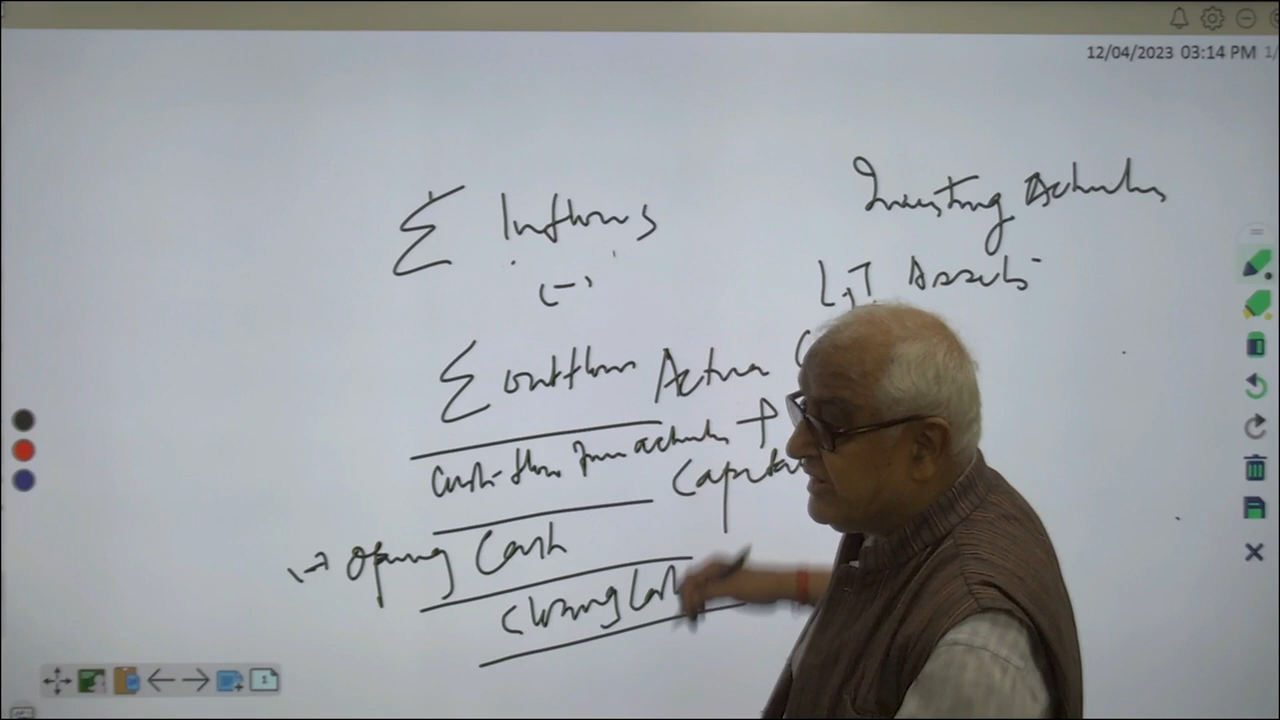 12/04/2023 03:14 PM
Investing Activities
Σ Inflows
L.T. Assets
(-)
Σ outflows
Cash flow from activities
Capital
(→ Opening Cash
Closing Cash
1